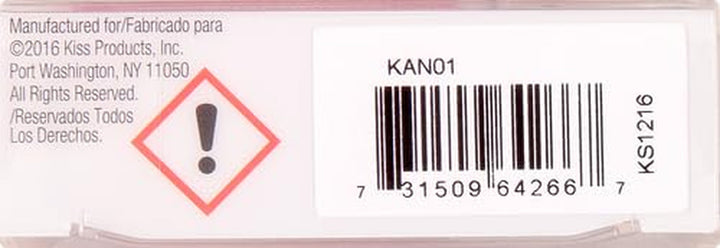 Manufactured for/Fabricado para
©2016 Kiss Products, Inc.
Port Washington, NY 11050
All Rights Reserved.
/Reservados Todos
Los Derechos.
KAN01
7 31509 64266 7
KS1216